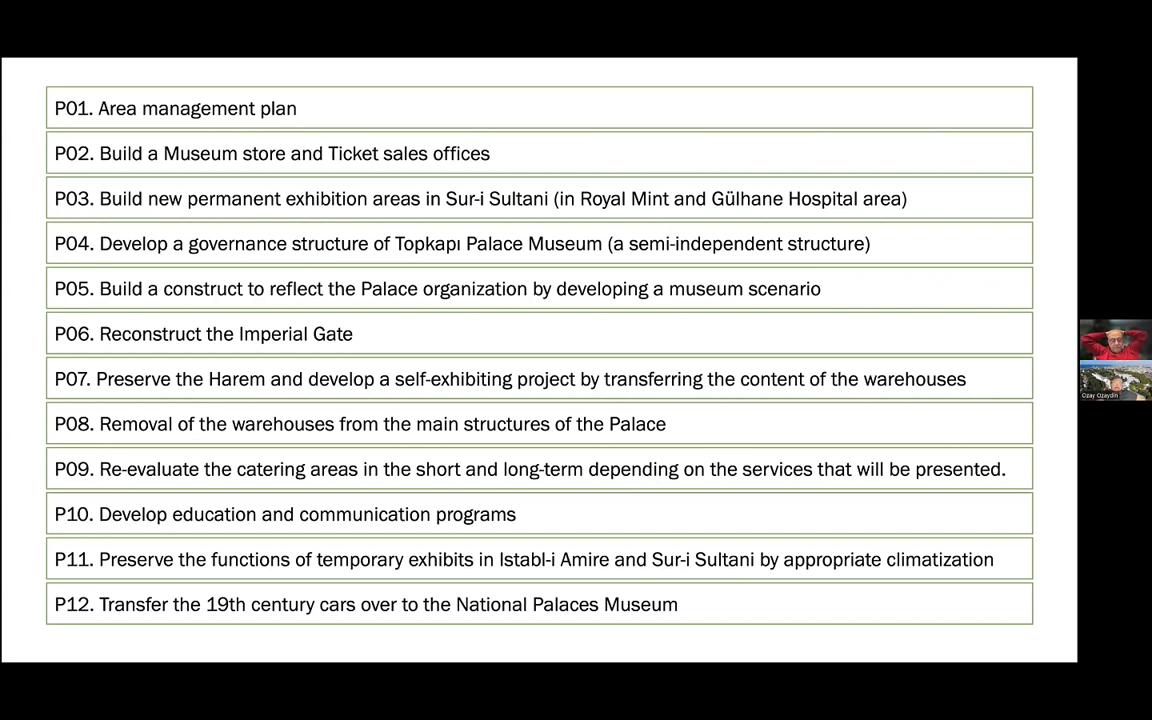 P01. Area management plan
P02. Build a Museum store and Ticket sales offices
P03. Build new permanent exhibition areas in Sur-i Sultani (in Royal Mint and Gülhane Hospital area)
P04. Develop a governance structure of Topkapı Palace Museum (a semi-independent structure)
P05. Build a construct to reflect the Palace organization by developing a museum scenario
P06. Reconstruct the Imperial Gate
P07. Preserve the Harem and develop a self-exhibiting project by transferring the content of the warehouses
P08. Removal of the warehouses from the main structures of the Palace
P09. Re-evaluate the catering areas in the short and long-term depending on the services that will be presented.
P10. Develop education and communication programs
P11. Preserve the functions of temporary exhibits in Istabl-i Amire and Sur-i Sultani by appropriate climatization
P12. Transfer the 19th century cars over to the National Palaces Museum
Ozay Ozaydin